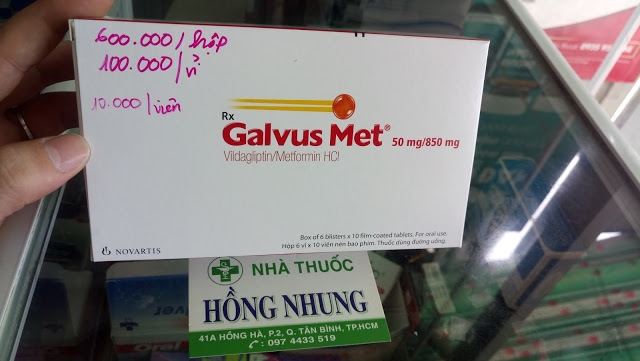 600.000/hộp
100.000/vỉ
10.000/viên
Rx
Galvus Met® 50 mg/850 mg
Vildagliptin/Metformin HCl
Box of 6 blisters x 10 film-coated tablets. For oral use.
Hộp 6 vỉ x 10 viên nén bao phim. Thuốc dùng đường uống.
NOVARTIS
NHÀ THUỐC
HỒNG NHUNG
41A HỒNG HÀ, P.2, Q. TÂN BÌNH, TP.HCM
: 097 4433 519